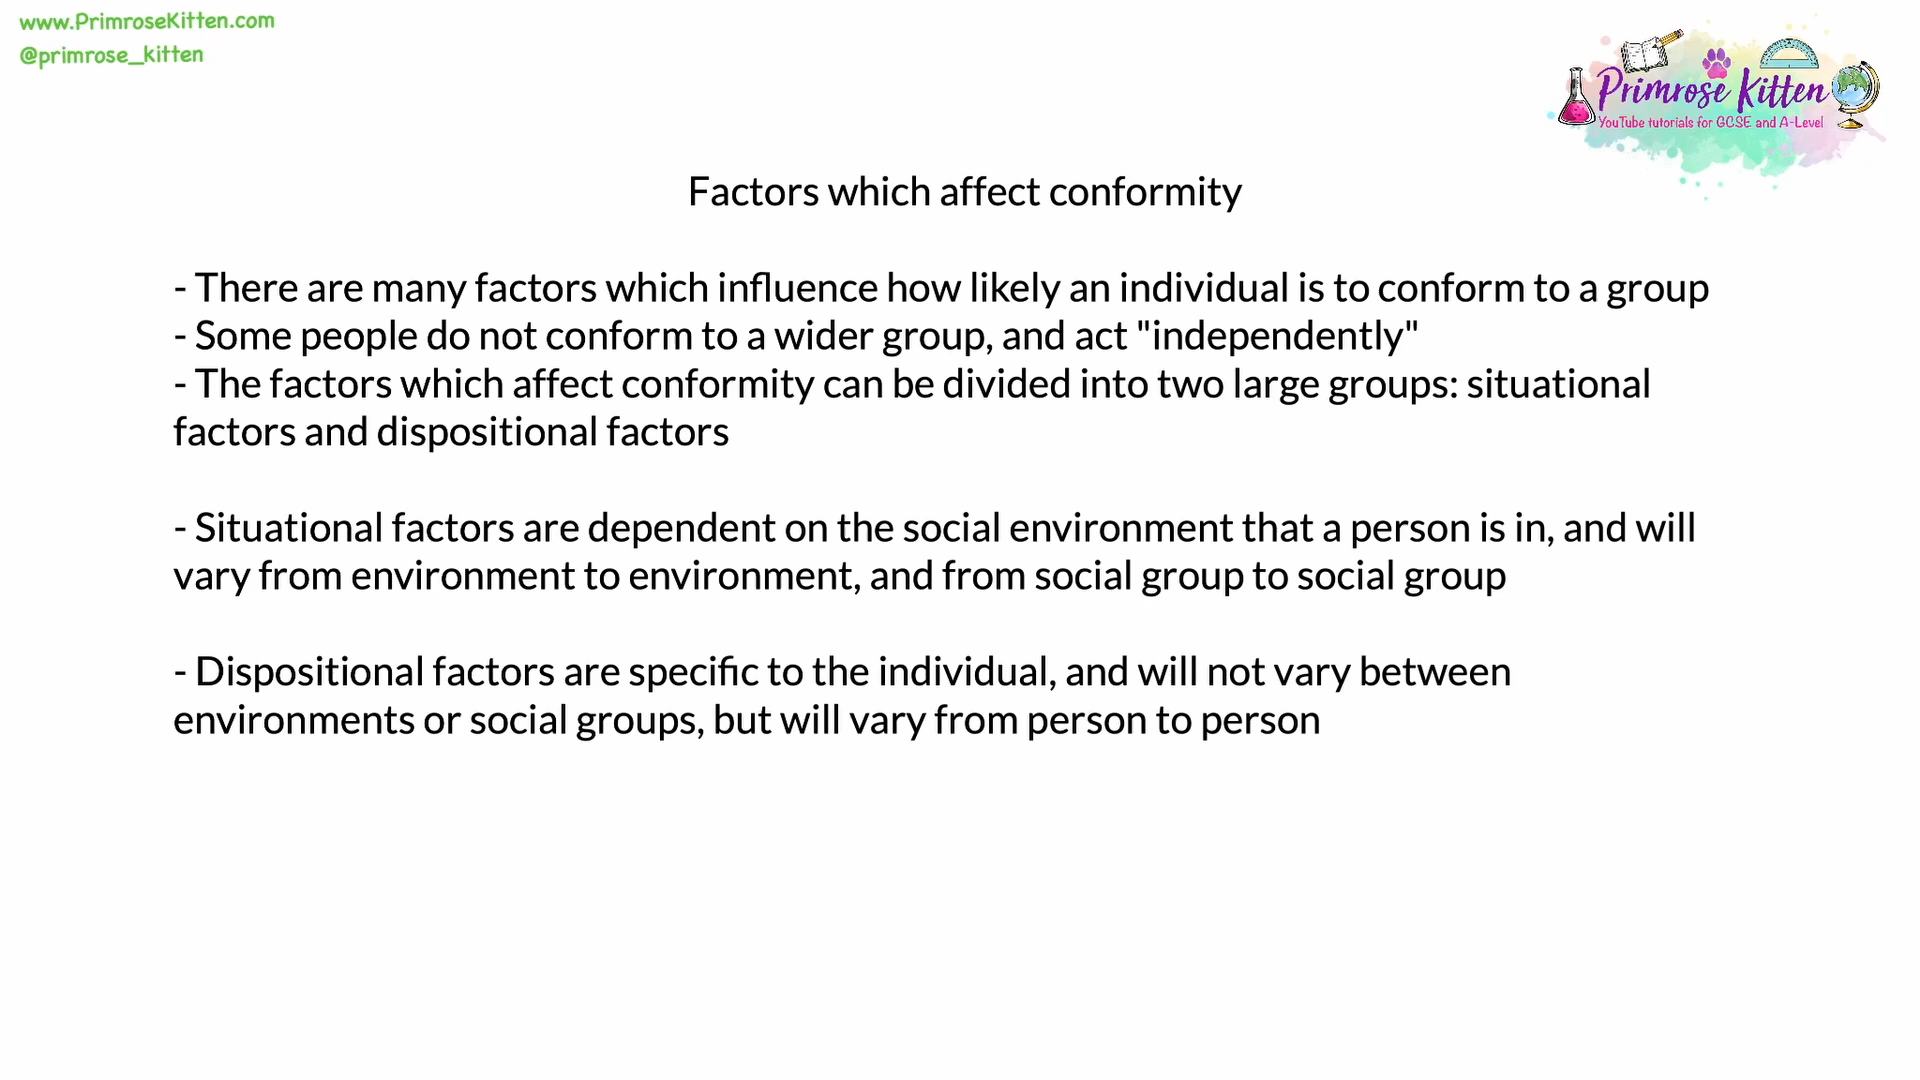 www.PrimroseKitten.com
@primrose_kitten
Primrose Kitten
YouTube tutorials for GCSE and A-Level
Factors which affect conformity
- There are many factors which influence how likely an individual is to conform to a group
- Some people do not conform to a wider group, and act "independently"
- The factors which affect conformity can be divided into two large groups: situational
factors and dispositional factors
- Situational factors are dependent on the social environment that a person is in, and will
vary from environment to environment, and from social group to social group
- Dispositional factors are specific to the individual, and will not vary between
environments or social groups, but will vary from person to person